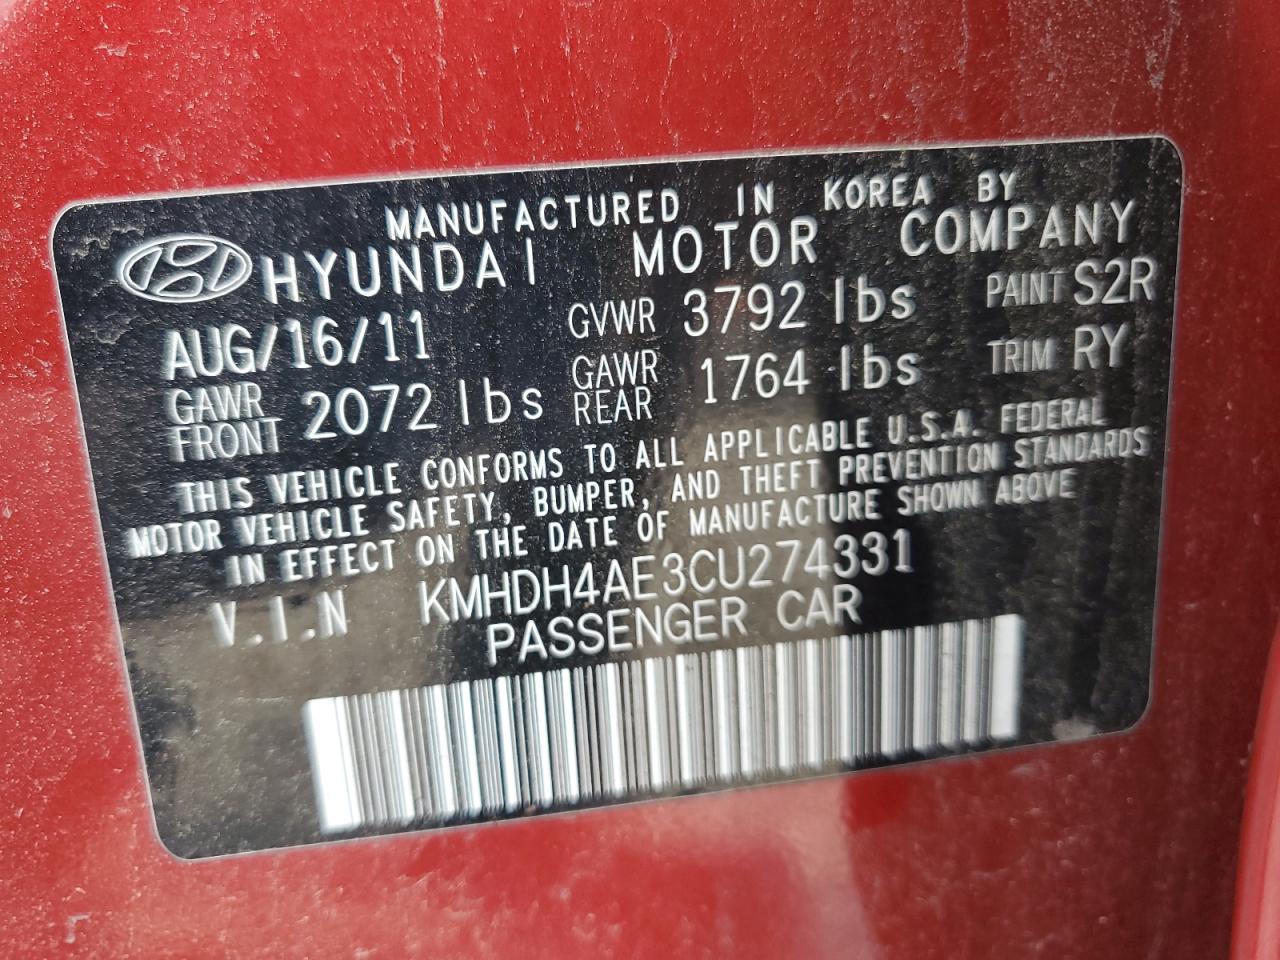 MANUFACTURED IN KOREA BY
HYUNDAI MOTOR COMPANY
AUG/16/11 GVWR 3792 lbs PAINT S2R
GAWR FRONT 2072 lbs GAWR REAR 1764 lbs TRIM RY
THIS VEHICLE CONFORMS TO ALL APPLICABLE U.S.A. FEDERAL
MOTOR VEHICLE SAFETY, BUMPER, AND THEFT PREVENTION STANDARDS
IN EFFECT ON THE DATE OF MANUFACTURE SHOWN ABOVE
V.I.N KMHDH4AE3CU274331
PASSENGER CAR